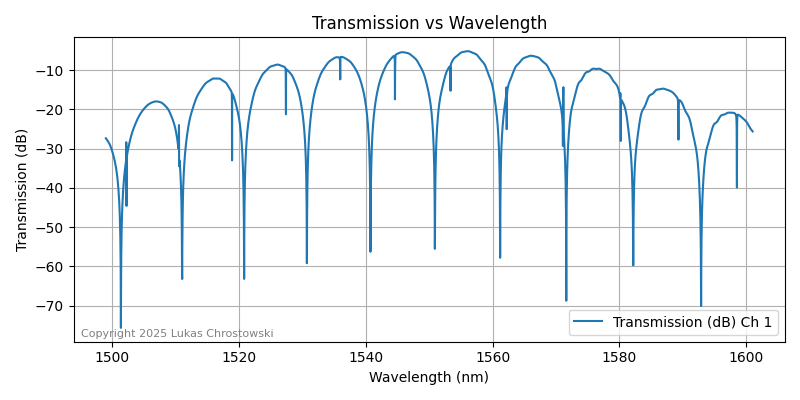 Transmission vs Wavelength
Transmission (dB)
−10
−20
−30
−40
−50
−60
−70
Copyright 2025 Lukas Chrostowski
Transmission (dB) Ch 1
1500 1520 1540 1560 1580 1600
Wavelength (nm)